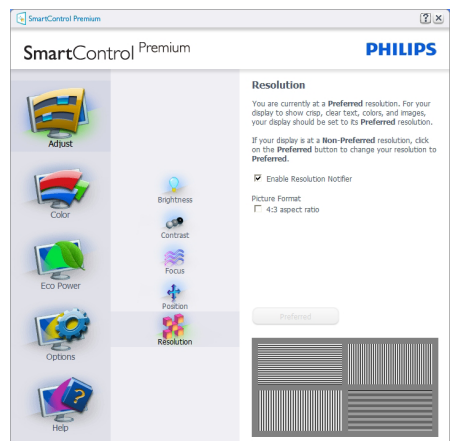 SmartControl Premium
SmartControl Premium
PHILIPS
Adjust
Color
Eco Power
Options
Help
Brightness
Contrast
Focus
Position
Resolution
Resolution
You are currently at a Preferred resolution. For your
display to show crisp, clear text, colors, and images,
your display should be set to its Preferred resolution.
If your display is at a Non-Preferred resolution, click
on the Preferred button to change your resolution to
Preferred.
Enable Resolution Notifier
Picture Format
4:3 aspect ratio
Preferred